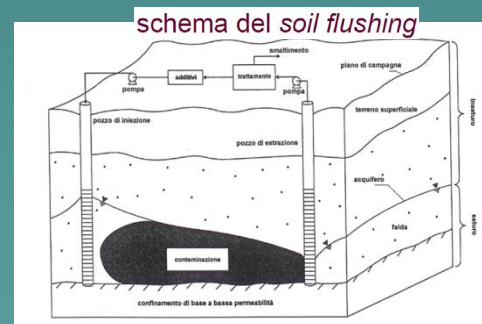 schema del soil flushing
smaltimento
piano di campagna
additivi
trattamento
pompa
pompa
terreno superficiale
pozzo di iniezione
insaturo
pozzo di estrazione
acquifero
falda
saturo
contaminazione
confinamento di base a bassa permeabilità